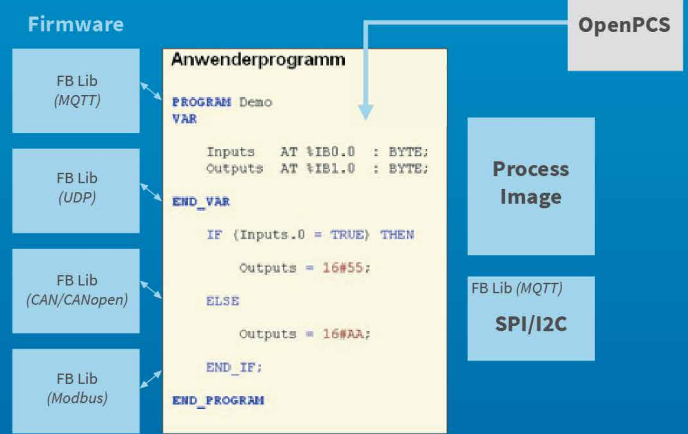 Firmware
OpenPCS
FB Lib
(MQTT)
FB Lib
(UDP)
FB Lib
(CAN/CANopen)
FB Lib
(Modbus)
Anwenderprogramm
PROGRAM Demo
VAR
Inputs AT %IB0.0 : BYTE;
Outputs AT %IB1.0 : BYTE;
END_VAR
IF (Inputs.0 = TRUE) THEN
Outputs = 16#55;
ELSE
Outputs = 16#AA;
END_IF;
END_PROGRAM
Process
Image
FB Lib (MQTT)
SPI/I2C